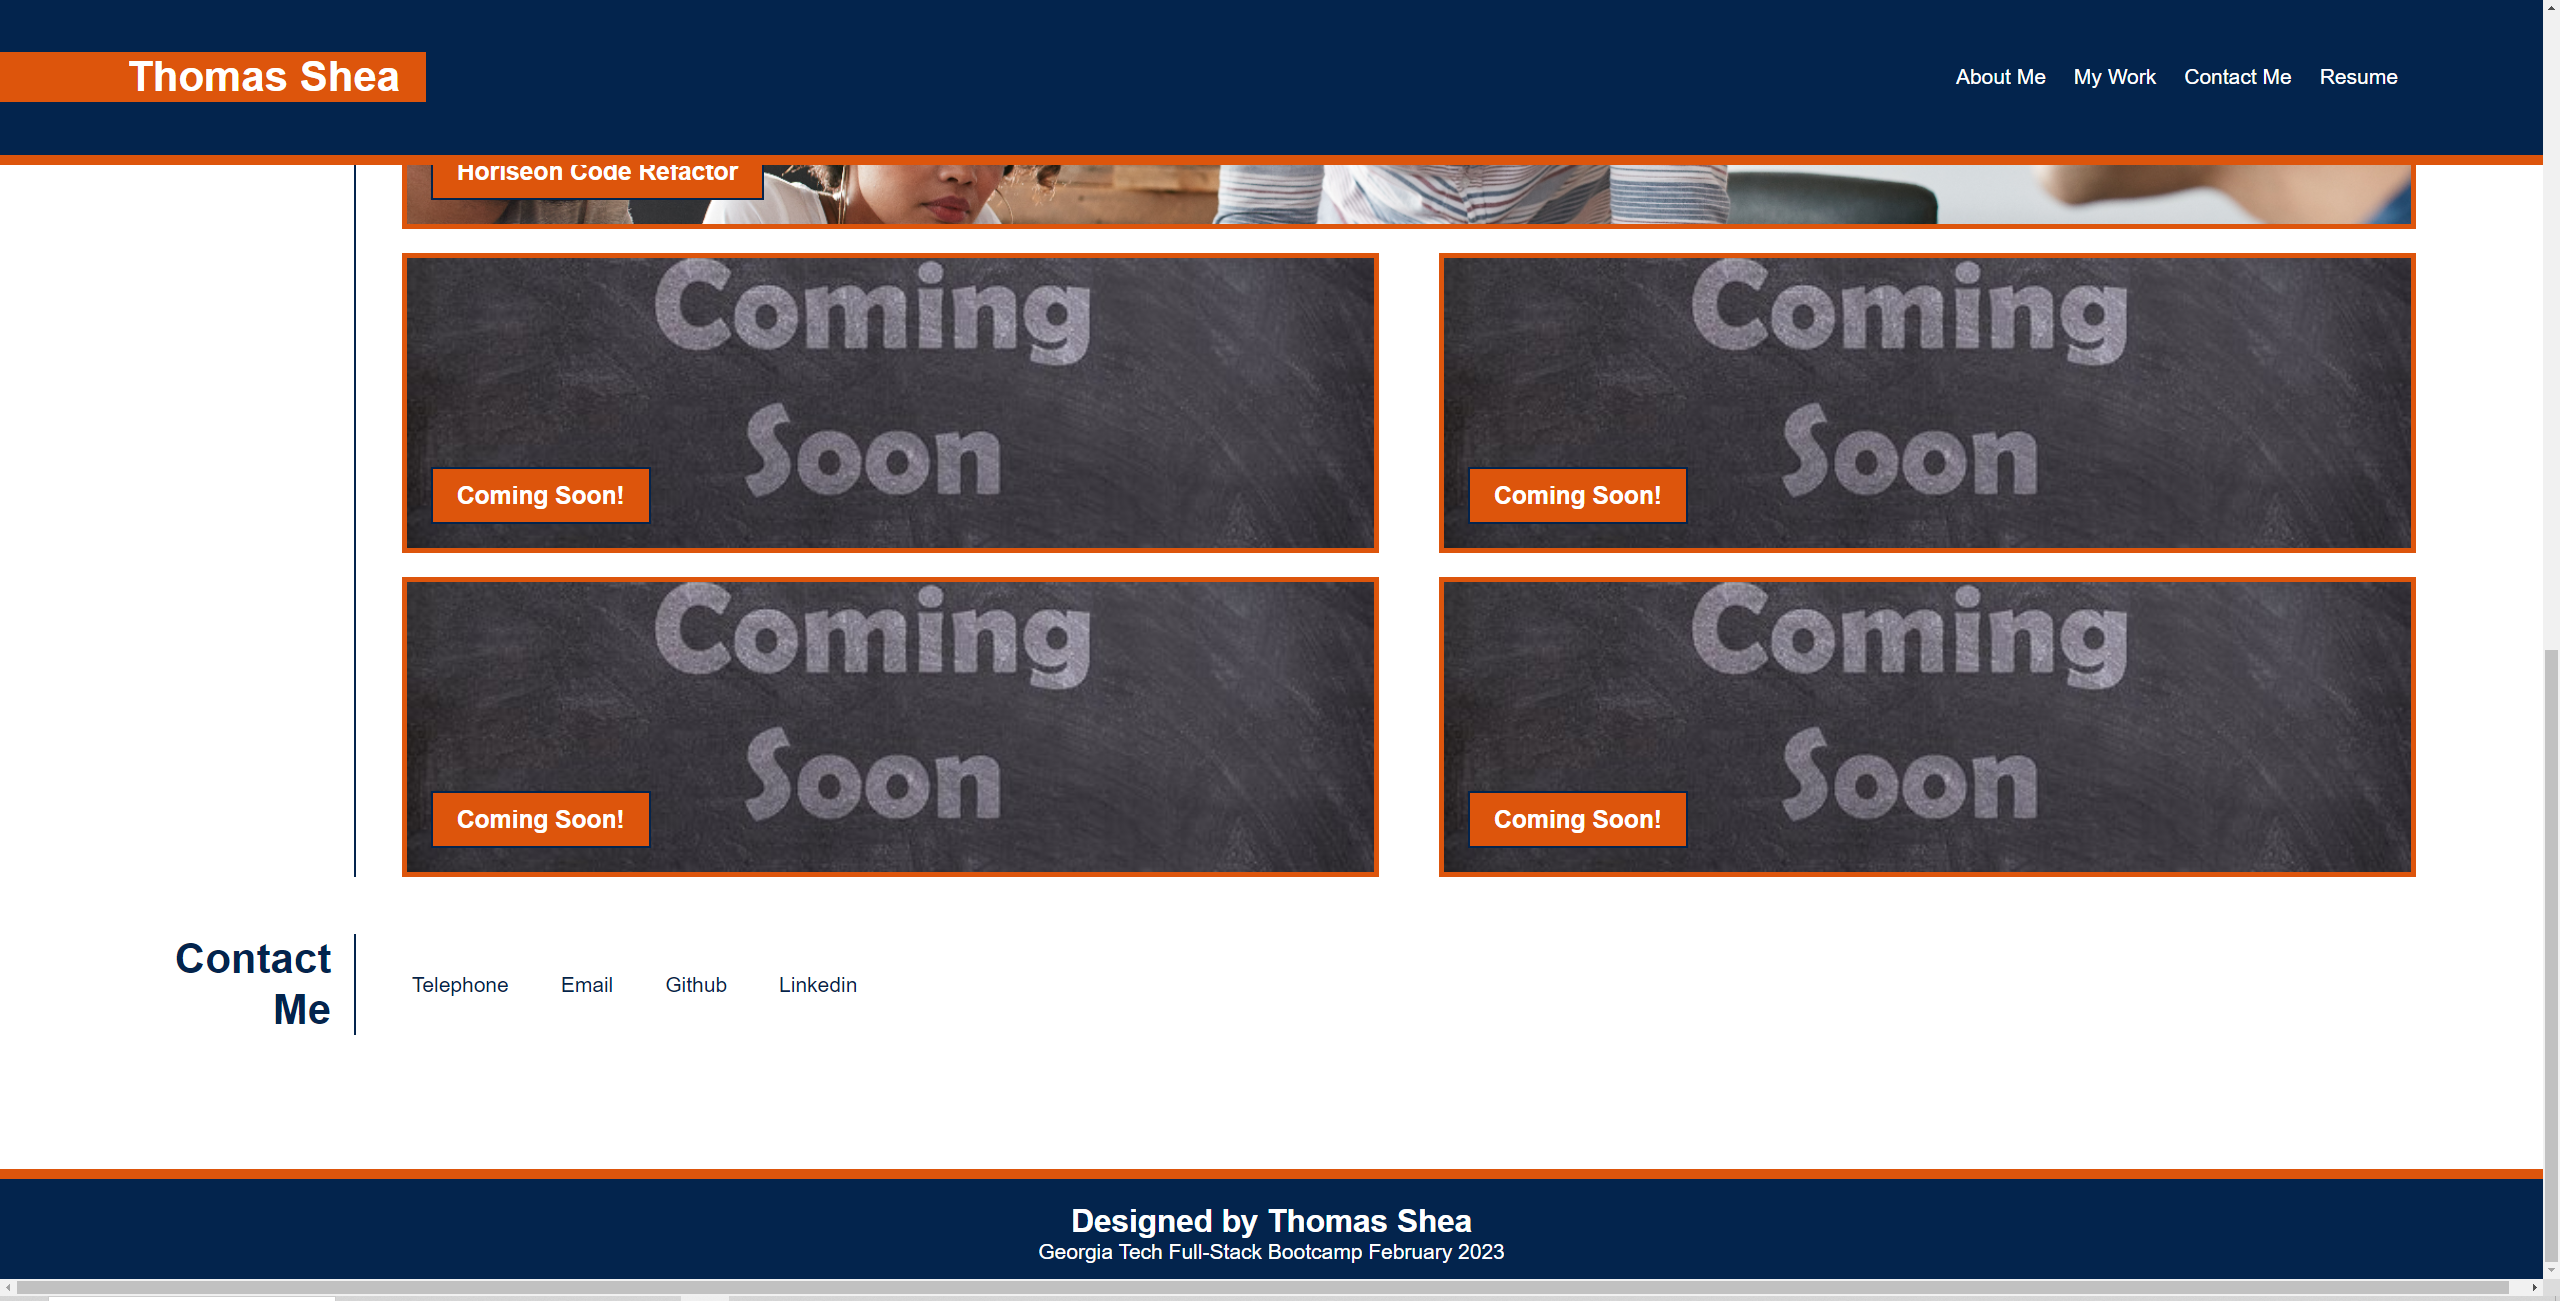 Thomas Shea
About Me My Work Contact Me Resume
Horiseon Code Refactor
Coming
Soon
Coming Soon!
Coming
Soon
Coming Soon!
Coming
Soon
Coming Soon!
Coming
Soon
Coming Soon!
Contact
Me
Telephone Email Github Linkedin
Designed by Thomas Shea
Georgia Tech Full-Stack Bootcamp February 2023